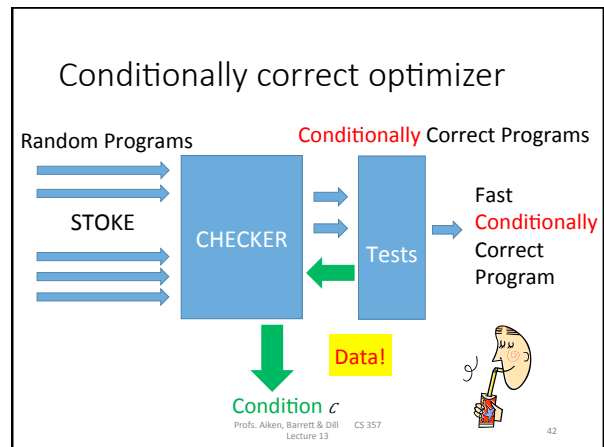 Conditionally correct optimizer
Random Programs
Conditionally Correct Programs
STOKE
CHECKER
Tests
Fast
Conditionally
Correct
Program
Data!
Condition c
Profs. Aiken, Barrett & Dill CS 357
Lecture 13
42